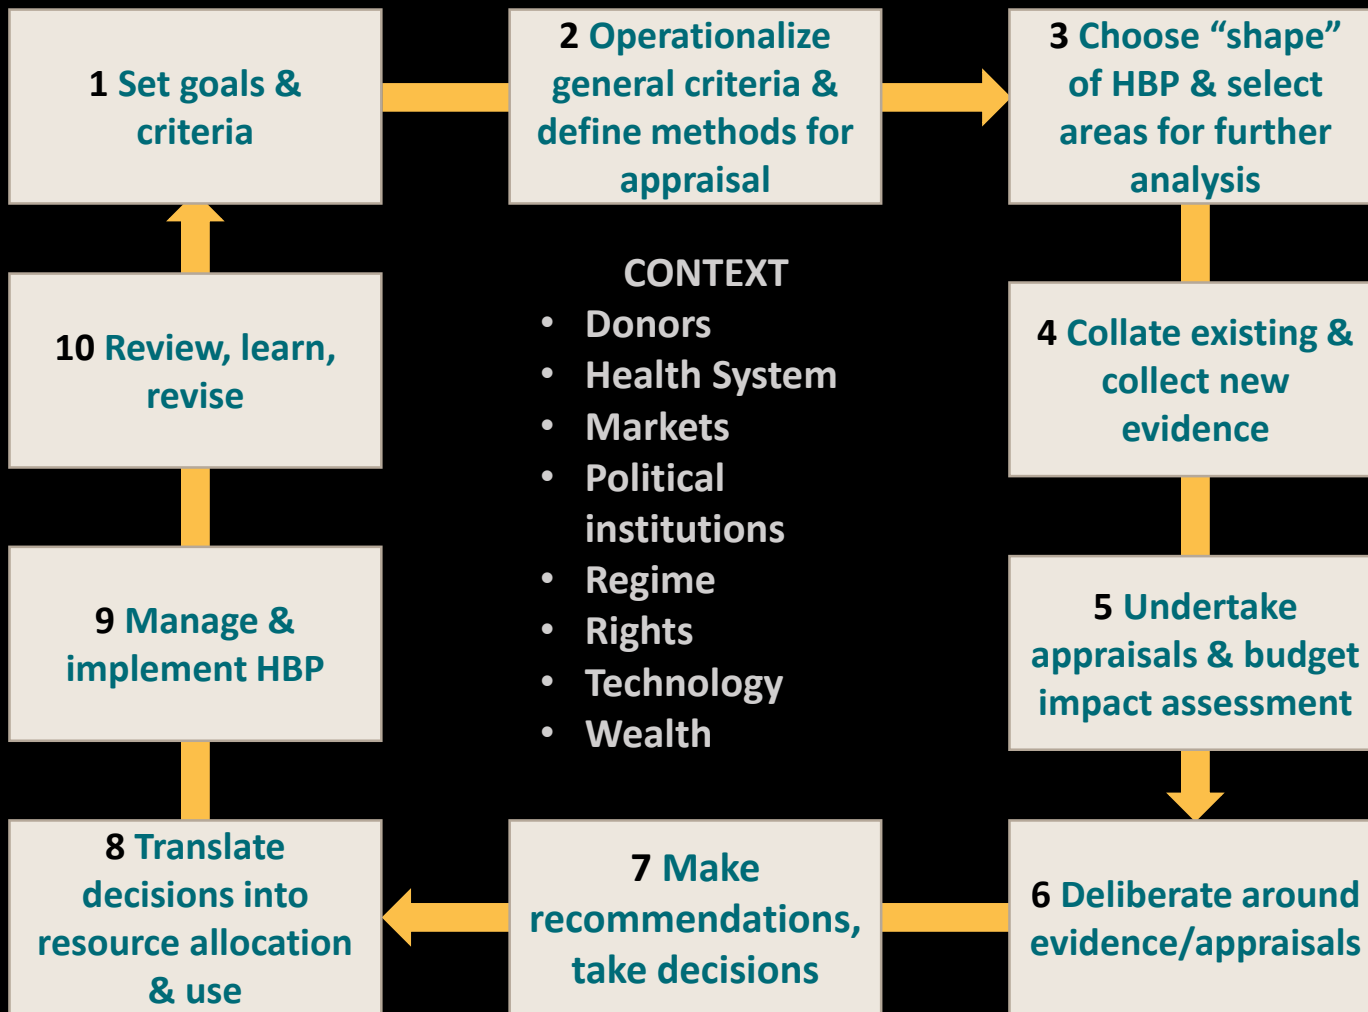 1 Set goals &
criteria
2 Operationalize
general criteria &
define methods for
appraisal
3 Choose “shape”
of HBP & select
areas for further
analysis
4 Collate existing &
collect new
evidence
5 Undertake
appraisals & budget
impact assessment
6 Deliberate around
evidence/appraisals
7 Make
recommendations,
take decisions
8 Translate
decisions into
resource allocation
& use
9 Manage &
implement HBP
10 Review, learn,
revise
CONTEXT
• Donors
• Health System
• Markets
• Political
institutions
• Regime
• Rights
• Technology
• Wealth